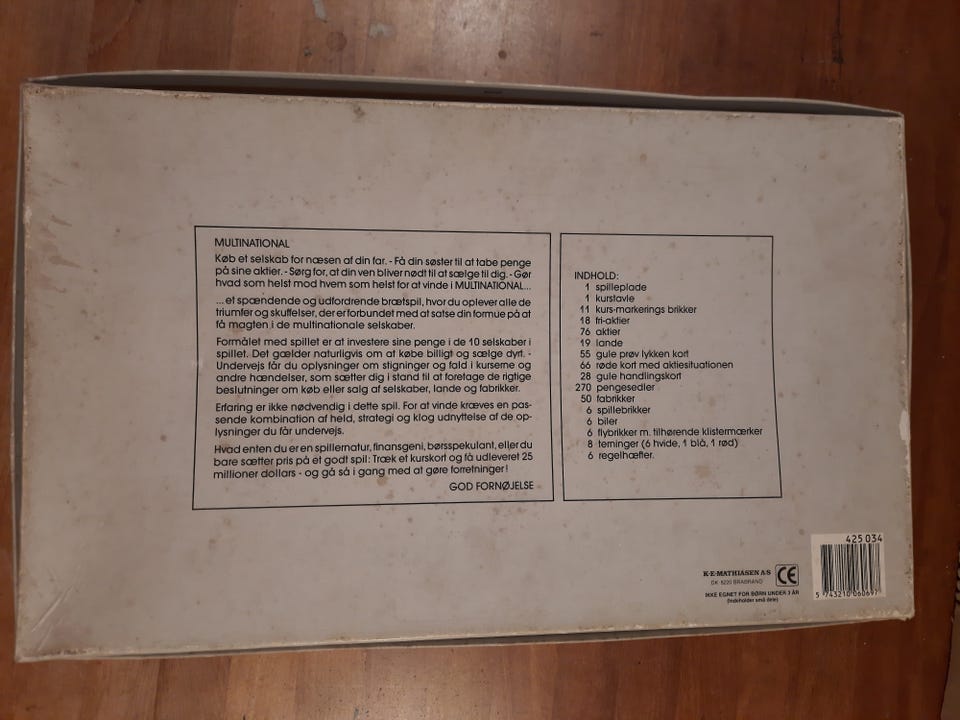 MULTINATIONAL
Køb et selskab for næsen af din far. - Få din søster til at tabe penge
på sine aktier. - Sørg for, at din ven bliver nødt til at sælge til dig. - Gør
hvad som helst mod hvem som helst for at vinde i MULTINATIONAL...
... et spændende og udfordrende brætspil, hvor du oplever alle de
triumfer og skuffelser, der er forbundet med at satse din formue på at
få magten i de multinationale selskaber.
Formålet med spillet er at investere sine penge i de 10 selskaber i
spillet. Det gælder naturligvis om at købe billigt og sælge dyrt. -
Undervejs får du oplysninger om stigninger og fald i kurserne og
andre hændelser, som sætter dig i stand til at foretage de rigtige
beslutninger om køb eller salg af selskaber, lande og fabrikker.
Erfaring er ikke nødvendig i dette spil. For at vinde kræves en pas-
sende kombination af held, strategi og klog udnyttelse af de op-
lysninger du får undervejs.
Hvad enten du er en spillernatur, finansgeni, børsspekulant, eller du
bare sætter pris på et godt spil: Træk et kurskort og få udleveret 25
millioner dollars - og gå så i gang med at gøre forretninger!
GOD FORNØJELSE
INDHOLD:
1 spilleplade
1 kurstavle
11 kurs-markerings brikker
18 fri-aktier
76 aktier
19 lande
55 gule prøv lykken kort
66 røde kort med aktiesituationen
28 gule handlingskort
270 pengesedler
50 fabrikker
6 spillebrikker
6 biler
6 flybrikker m. tilhørende klistermærker
8 terninger (6 hvide, 1 blå, 1 rød)
6 regelhæfter.
K·E·MATHIASEN A/S
DK 8220 BRABRAND
CE
IKKE EGNET FOR BØRN UNDER 3 ÅR
(Indeholder små dele)
425 034
5 743210 060697